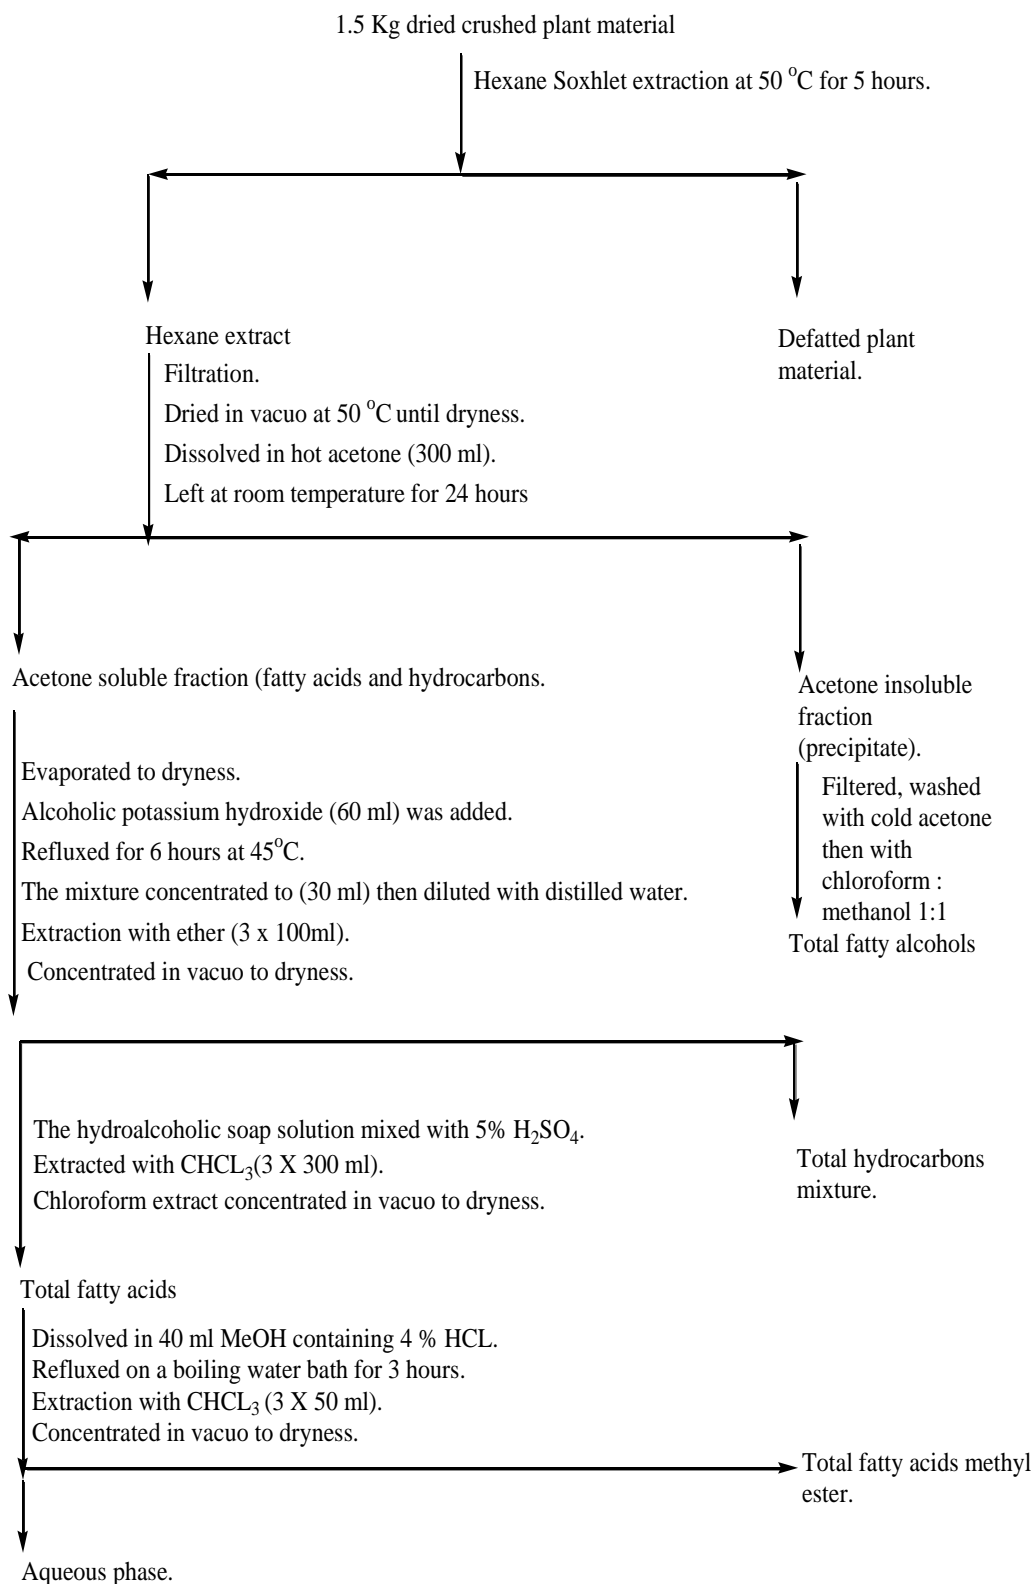 1.5 Kg dried crushed plant material
Hexane Soxhlet extraction at 50 °C for 5 hours.
Hexane extract
Filtration.
Dried in vacuo at 50 °C until dryness.
Dissolved in hot acetone (300 ml).
Left at room temperature for 24 hours
Defatted plant
material.
Acetone soluble fraction (fatty acids and hydrocarbons.
Evaporated to dryness.
Alcoholic potassium hydroxide (60 ml) was added.
Refluxed for 6 hours at 45°C.
The mixture concentrated to (30 ml) then diluted with distilled water.
Extraction with ether (3 x 100ml).
Concentrated in vacuo to dryness.
Acetone insoluble
fraction
(precipitate).
Filtered, washed
with cold acetone
then with
chloroform :
methanol 1:1
Total fatty alcohols
The hydroalcoholic soap solution mixed with 5% H₂SO₄.
Extracted with CHCL₃(3 X 300 ml).
Chloroform extract concentrated in vacuo to dryness.
Total hydrocarbons
mixture.
Total fatty acids
Dissolved in 40 ml MeOH containing 4 % HCL.
Refluxed on a boiling water bath for 3 hours.
Extraction with CHCL₃ (3 X 50 ml).
Concentrated in vacuo to dryness.
Total fatty acids methyl
ester.
Aqueous phase.